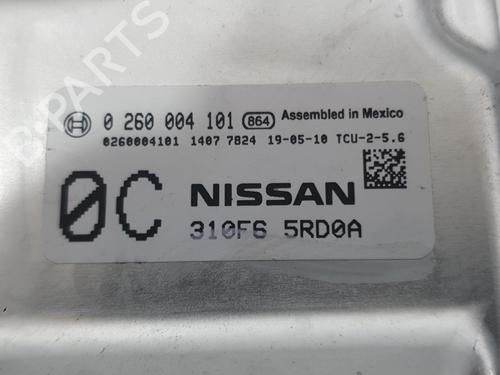 B-PARTS
0 260 004 101 864 Assembled in Mexico
0260004101 1407 7824 19-05-10 TCU-2-5.6
0C NISSAN
310F6 5RD0A